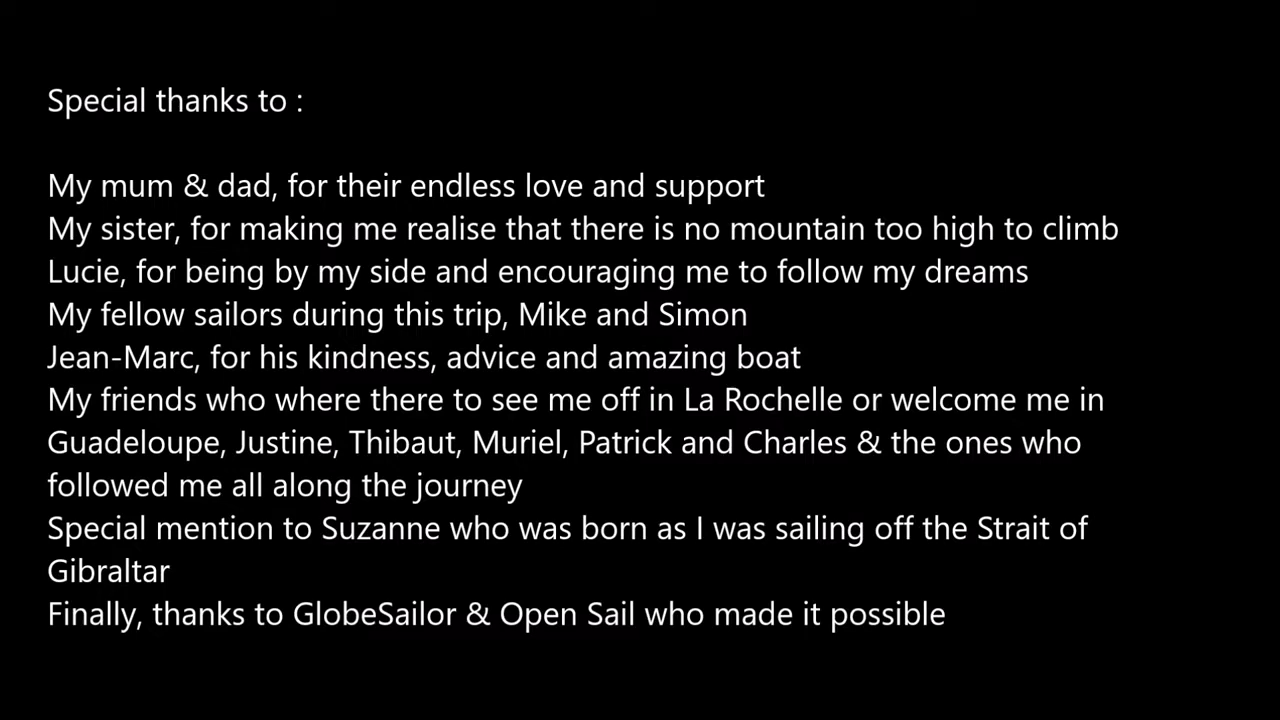 Special thanks to :
My mum & dad, for their endless love and support
My sister, for making me realise that there is no mountain too high to climb
Lucie, for being by my side and encouraging me to follow my dreams
My fellow sailors during this trip, Mike and Simon
Jean-Marc, for his kindness, advice and amazing boat
My friends who where there to see me off in La Rochelle or welcome me in
Guadeloupe, Justine, Thibaut, Muriel, Patrick and Charles & the ones who
followed me all along the journey
Special mention to Suzanne who was born as I was sailing off the Strait of
Gibraltar
Finally, thanks to GlobeSailor & Open Sail who made it possible